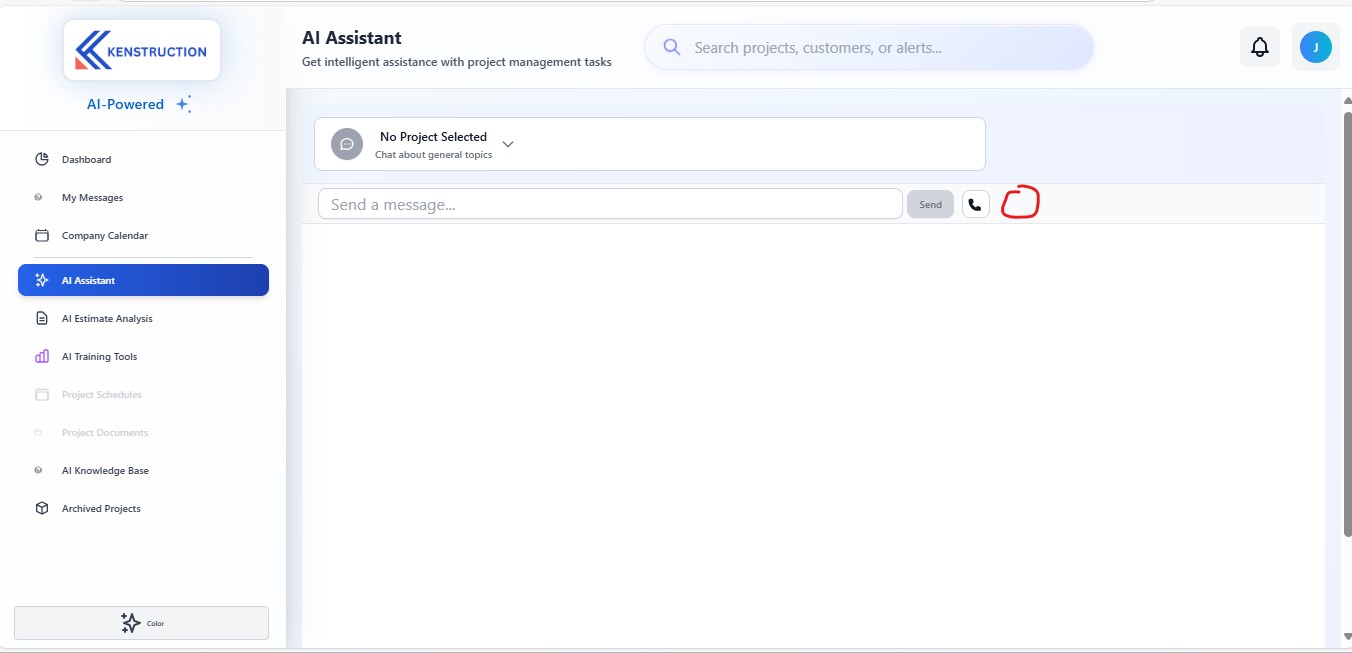 KENSTRUCTION
AI-Powered
Dashboard
My Messages
Company Calendar
AI Assistant
AI Estimate Analysis
AI Training Tools
Project Schedules
Project Documents
AI Knowledge Base
Archived Projects
Color
AI Assistant
Get intelligent assistance with project management tasks
Search projects, customers, or alerts...
J
No Project Selected
Chat about general topics
Send a message...
Send